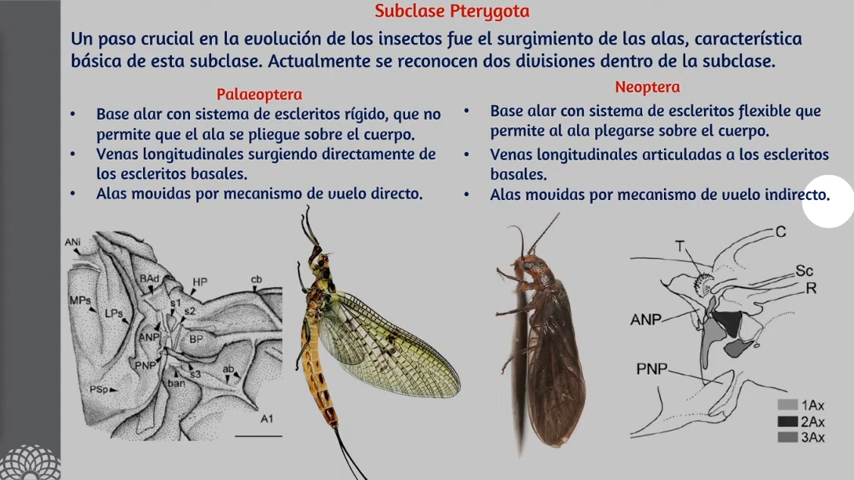 Subclase Pterygota
Un paso crucial en la evolución de los insectos fue el surgimiento de las alas, característica
básica de esta subclase. Actualmente se reconocen dos divisiones dentro de la subclase.
Palaeoptera
• Base alar con sistema de escleritos rígido, que no
permite que el ala se pliegue sobre el cuerpo.
• Venas longitudinales surgiendo directamente de
los escleritos basales.
• Alas movidas por mecanismo de vuelo directo.
Neoptera
• Base alar con sistema de escleritos flexible que
permite al ala plegarse sobre el cuerpo.
• Venas longitudinales articuladas a los escleritos
basales.
• Alas movidas por mecanismo de vuelo indirecto.
ANi
BAd
HP
cb
MPs
LPs
s1
s2
ANP
BP
PNP
s3
ban
ab
PSp
A1
T
C
Sc
R
ANP
PNP
1Ax
2Ax
3Ax